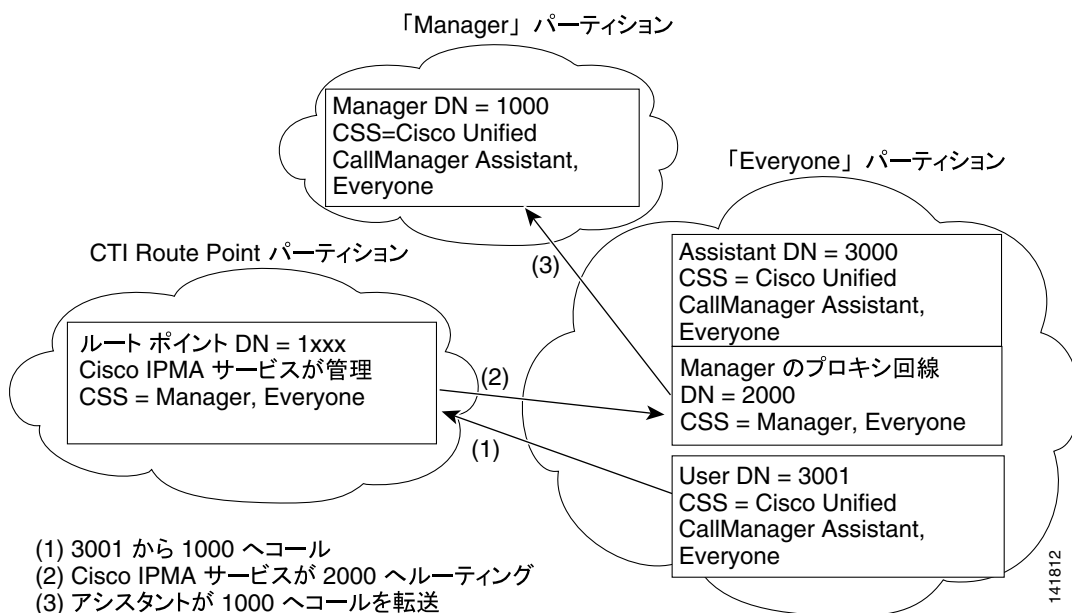 「Manager」 パーティション
Manager DN = 1000
CSS=Cisco Unified
CallManager Assistant,
Everyone
「Everyone」 パーティション
CTI Route Point パーティション
(3)
Assistant DN = 3000
CSS = Cisco Unified
CallManager Assistant,
Everyone
ルート ポイント DN = 1xxx
Cisco IPMA サービスが管理
CSS = Manager, Everyone
(2)
(1)
Manager のプロキシ回線
DN = 2000
CSS = Manager, Everyone
User DN = 3001
CSS = Cisco Unified
CallManager Assistant,
Everyone
(1) 3001 から 1000 へコール
(2) Cisco IPMA サービスが 2000 へルーティング
(3) アシスタントが 1000 へコールを転送
141812